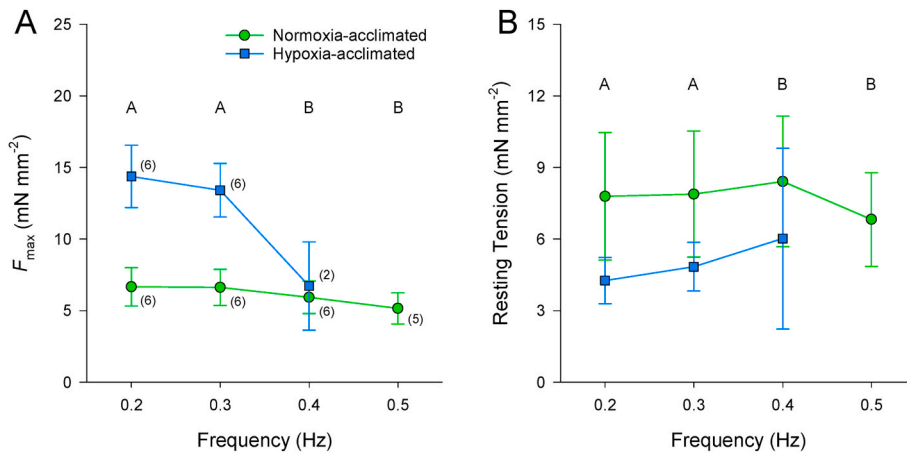 A
Normoxia-acclimated
Hypoxia-acclimated
25
20
15
10
5
0
F max (mN mm-2)
A A B B
(6)
(6)
(2)
(6)
(6)
(6)
(5)
0.2 0.3 0.4 0.5
Frequency (Hz)
B
15
12
9
6
3
0
Resting Tension (mN mm-2)
A A B B
0.2 0.3 0.4 0.5
Frequency (Hz)